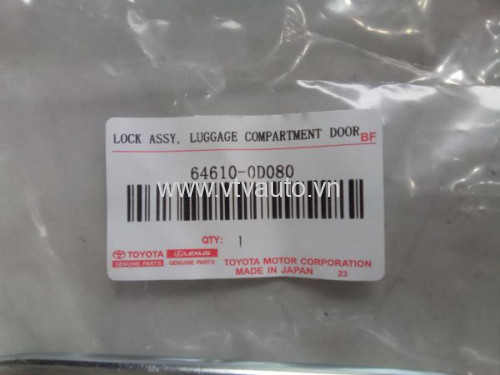 LOCK ASSY, LUGGAGE COMPARTMENT DOOR BF
64610-0D080
www.vtvauto.vn
QTY: 1
TOYOTA LEXUS
GENUINE PARTS GENUINE PARTS
TOYOTA MOTOR CORPORATION
MADE IN JAPAN 23